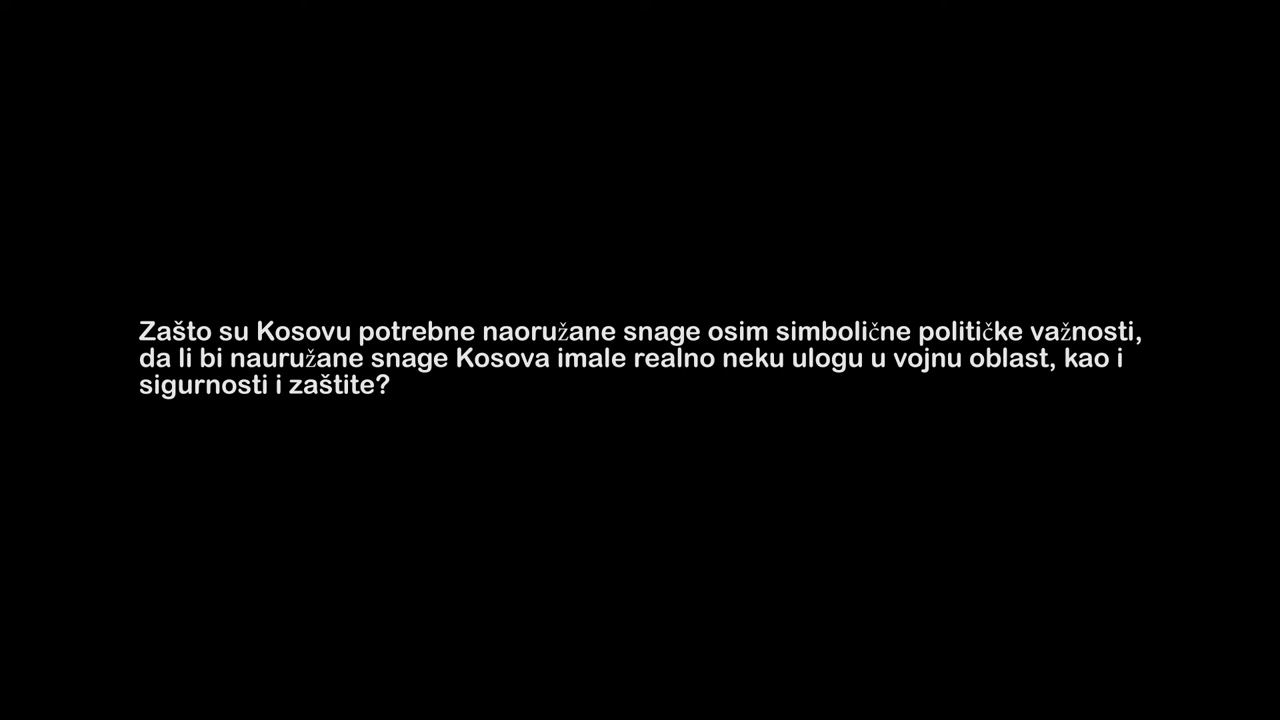 Zašto su Kosovu potrebne naoružane snage osim simbolične političke važnosti,
da li bi nauružane snage Kosova imale realno neku ulogu u vojnu oblast, kao i
sigurnosti i zaštite?